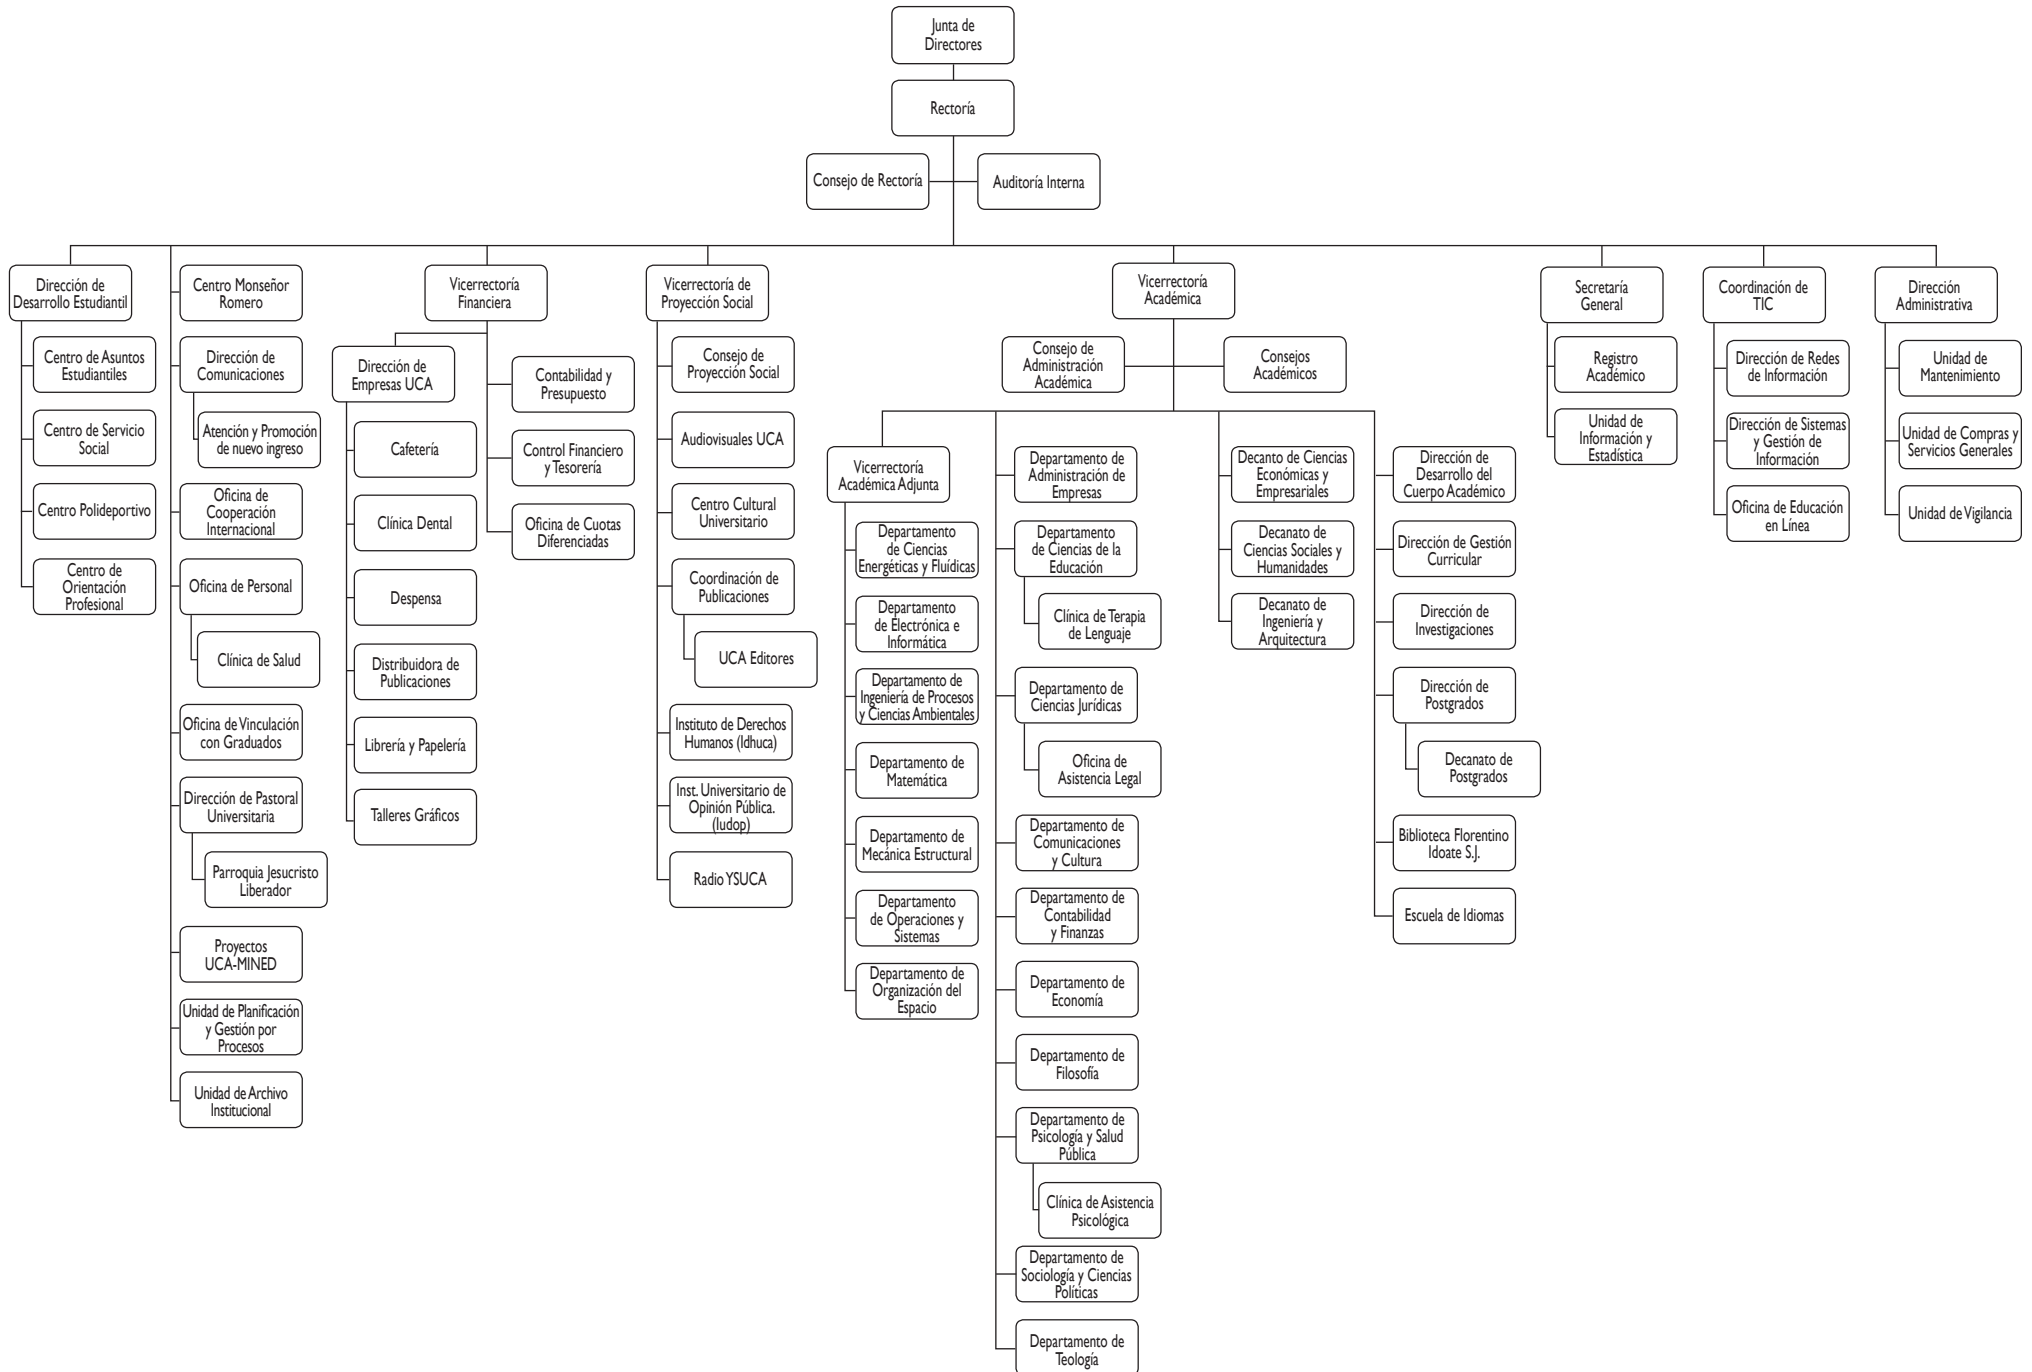 Junta de
Directores
Rectoría
Consejo de Rectoría
Auditoría Interna
Dirección de
Desarrollo Estudiantil
Centro de Asuntos
Estudiantiles
Centro de Servicio
Social
Centro Polideportivo
Centro de
Orientación
Profesional
Centro Monseñor
Romero
Dirección de
Comunicaciones
Atención y Promoción
de nuevo ingreso
Oficina de
Cooperación
Internacional
Oficina de Personal
Clínica de Salud
Oficina de Vinculación
con Graduados
Dirección de Pastoral
Universitaria
Parroquia Jesucristo
Liberador
Proyectos
UCA-MINED
Unidad de Planificación
y Gestión por
Procesos
Unidad de Archivo
Institucional
Vicerrectoría
Financiera
Dirección de
Empresas UCA
Cafetería
Clínica Dental
Despensa
Distribuidora de
Publicaciones
Librería y Papelería
Talleres Gráficos
Contabilidad y
Presupuesto
Control Financiero
y Tesorería
Oficina de Cuotas
Diferenciadas
Vicerrectoría de
Proyección Social
Consejo de
Proyección Social
Audiovisuales UCA
Centro Cultural
Universitario
Coordinación de
Publicaciones
UCA Editores
Instituto de Derechos
Humanos (Idhuca)
Inst. Universitario de
Opinión Pública.
(Iudop)
Radio YSUCA
Vicerrectoría
Académica
Consejo de
Administración
Académica
Consejos
Académicos
Vicerrectoría
Académica Adjunta
Departamento
de Ciencias
Energéticas y Fluídicas
Departamento
de Electrónica e
Informática
Departamento de
Ingeniería de Procesos
y Ciencias Ambientales
Departamento de
Matemática
Departamento de
Mecánica Estructural
Departamento
de Operaciones y
Sistemas
Departamento de
Organización del
Espacio
Departamento de
Administración de
Empresas
Departamento
de Ciencias de la
Educación
Clínica de Terapia
de Lenguaje
Departamento de
Ciencias Jurídicas
Oficina de
Asistencia Legal
Departamento de
Comunicaciones
y Cultura
Departamento de
Contabilidad
y Finanzas
Departamento de
Economía
Departamento de
Filosofía
Departamento de
Psicología y Salud
Pública
Clínica de Asistencia
Psicológica
Departamento de
Sociología y Ciencias
Políticas
Departamento de
Teología
Decanto de Ciencias
Económicas y
Empresariales
Decanato de
Ciencias Sociales y
Humanidades
Decanato de
Ingeniería y
Arquitectura
Dirección de
Desarrollo del
Cuerpo Académico
Dirección de Gestión
Curricular
Dirección de
Investigaciones
Dirección de
Postgrados
Decanato de
Postgrados
Biblioteca Florentino
Idoate S.J.
Escuela de Idiomas
Secretaría
General
Registro
Académico
Unidad de
Información y
Estadística
Coordinación de
TIC
Dirección de Redes
de Información
Dirección de Sistemas
y Gestión de
Información
Oficina de Educación
en Línea
Dirección
Administrativa
Unidad de
Mantenimiento
Unidad de Compras y
Servicios Generales
Unidad de Vigilancia